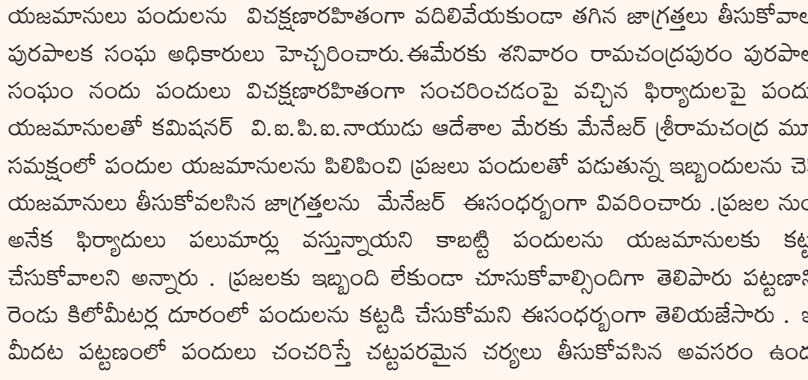 యజమానులు పందులను విచక్షణారహితంగా వదిలివేయకుండా తగిన జాగ్రత్తలు తీసుకోవాల
పురపాలక సంఘ అధికారులు హెచ్చరించారు.ఈమేరకు శనివారం రామచంద్రపురం పురపాల
సంఘం నందు పందులు విచక్షణారహితంగా సంచరించడంపై వచ్చిన ఫిర్యాదులపై పందు
యజమానులతో కమిషనర్ వి.ఐ.పి.ఐ.నాయుడు ఆదేశాల మేరకు మేనేజర్ శ్రీరామచంద్ర మూ
సమక్షంలో పందుల యజమానులను పిలిపించి ప్రజలు పందులతో పడుతున్న ఇబ్బందులను చె
యజమానులు తీసుకోవలసిన జాగ్రత్తలను మేనేజర్ ఈసంధర్భంగా వివరించారు .ప్రజల నుం
అనేక ఫిర్యాదులు పలుమార్లు వస్తున్నాయని కాబట్టి పందులను యజమానులకు కట్ట
చేసుకోవాలని అన్నారు . ప్రజలకు ఇబ్బంది లేకుండా చూసుకోవాల్సిందిగా తెలిపారు పట్టణాని
రెండు కిలోమీటర్ల దూరంలో పందులను కట్టడి చేసుకోమని ఈసంధర్భంగా తెలియజేసారు .
మీదట పట్టణంలో పందులు చంచరిస్తే చట్టపరమైన చర్యలు తీసుకోవసిన అవసరం ఉంద